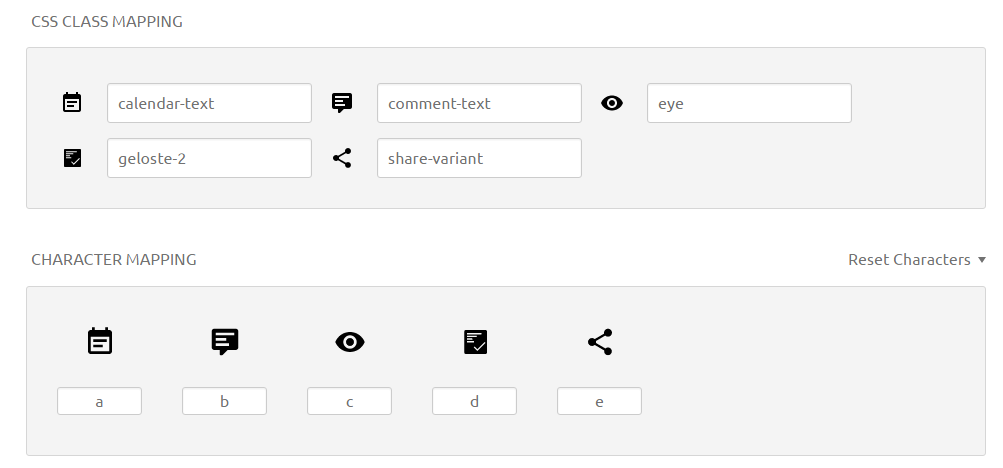 CSS CLASS MAPPING
calendar-text comment-text eye
geloste-2 share-variant
CHARACTER MAPPING Reset Characters
a b c d e